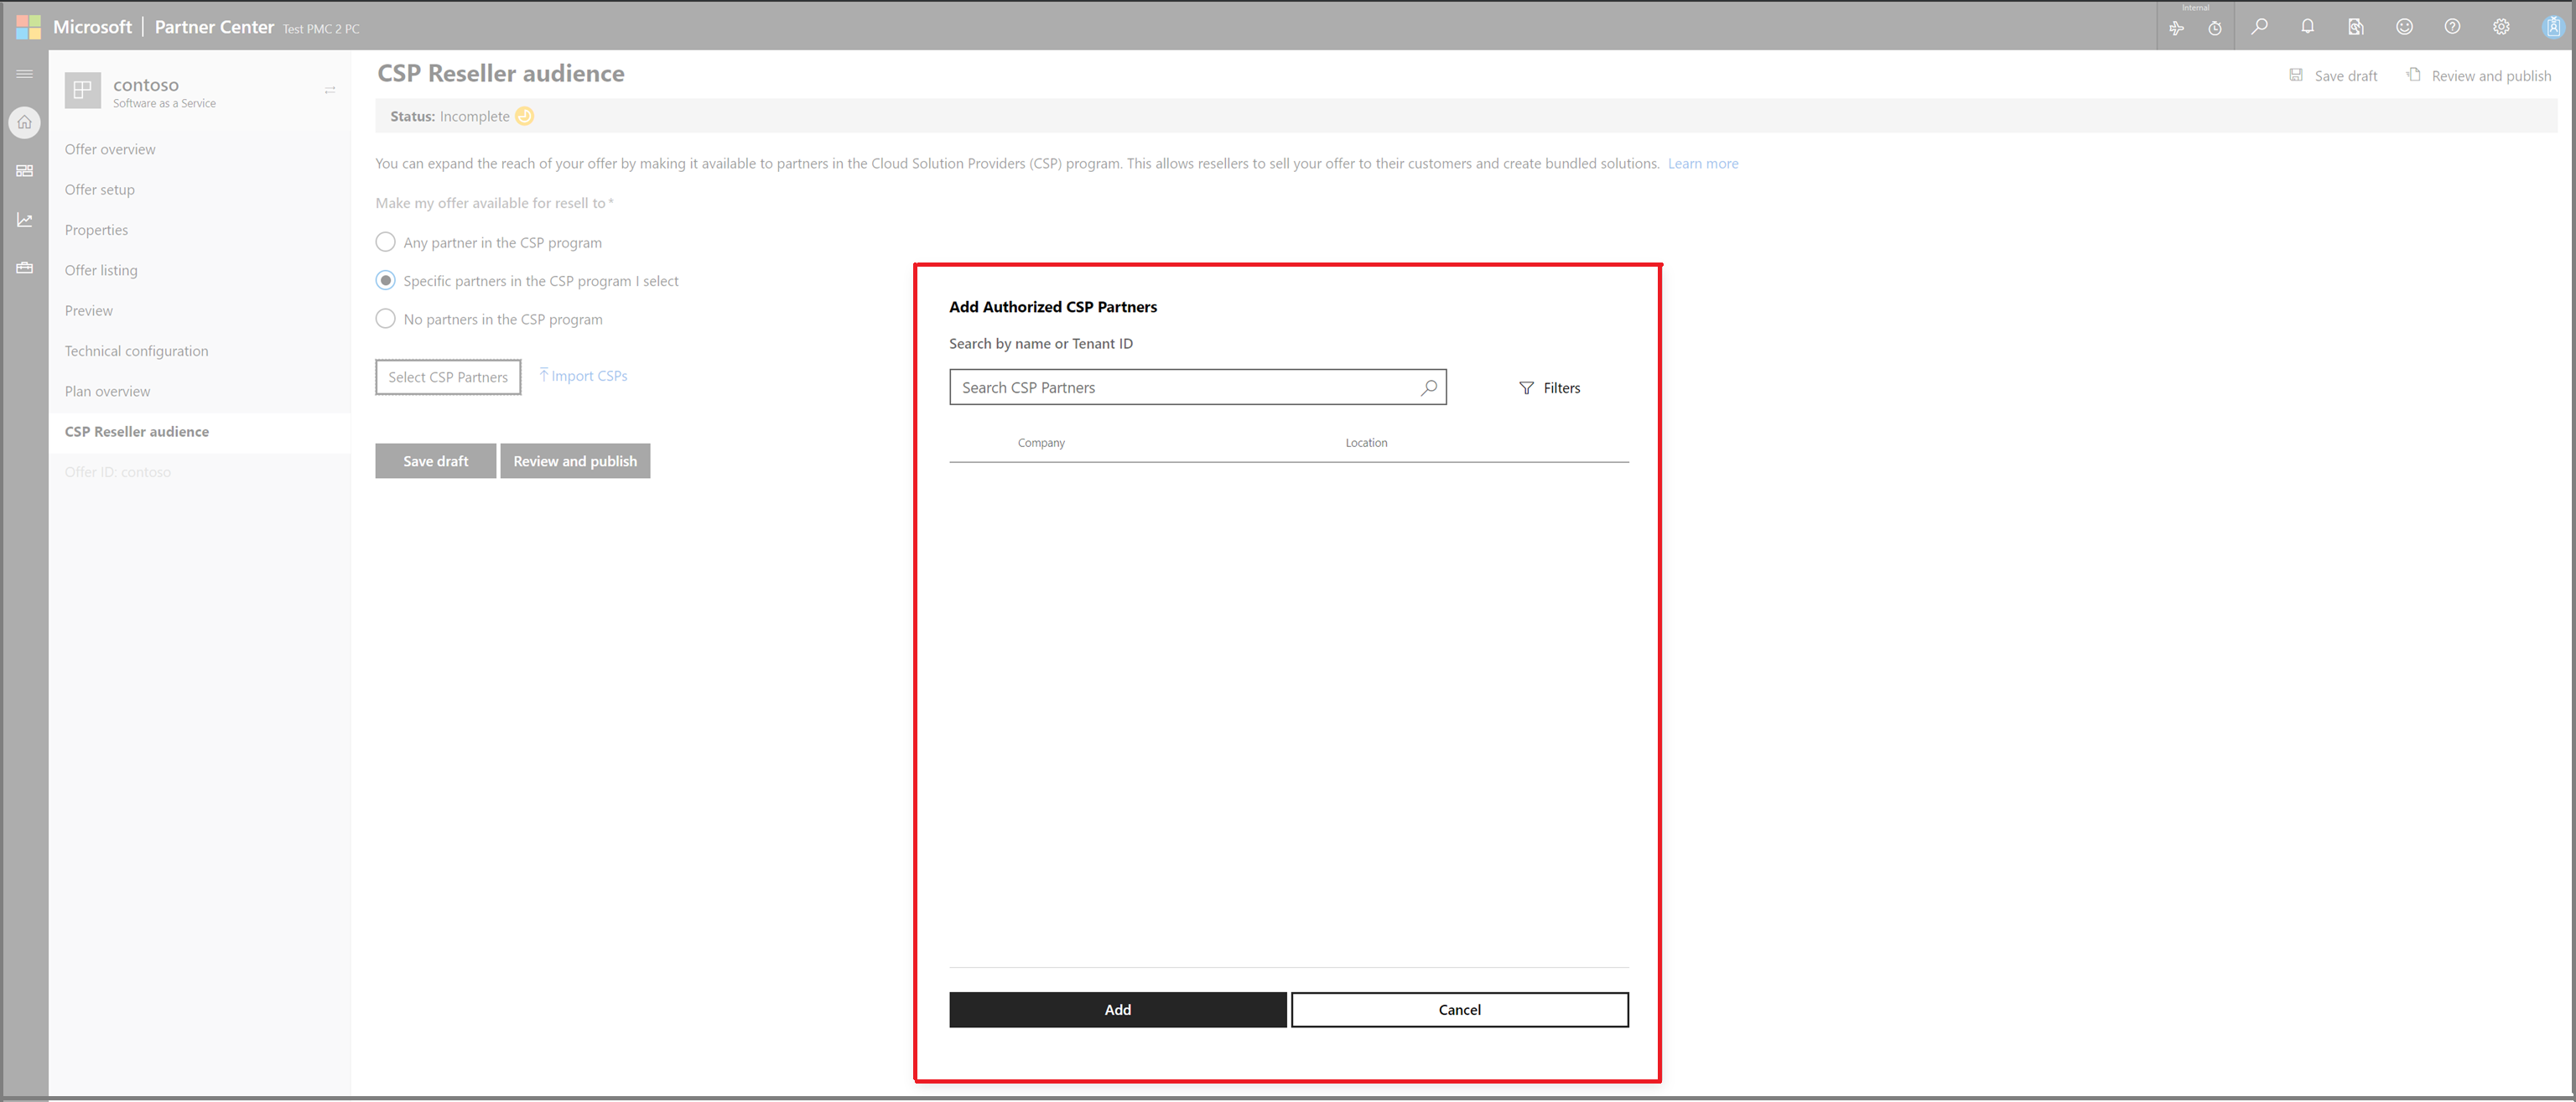 Microsoft | Partner Center Test PMC 2 PC
Internal
contoso
Software as a Service
Offer overview
Offer setup
Properties
Offer listing
Preview
Technical configuration
Plan overview
CSP Reseller audience
Offer ID: contoso
CSP Reseller audience
Save draft
Review and publish
Status: Incomplete
You can expand the reach of your offer by making it available to partners in the Cloud Solution Providers (CSP) program. This allows resellers to sell your offer to their customers and create bundled solutions. Learn more
Make my offer available for resell to *
Any partner in the CSP program
Specific partners in the CSP program I select
No partners in the CSP program
Select CSP Partners
Import CSPs
Save draft
Review and publish
Add Authorized CSP Partners
Search by name or Tenant ID
Search CSP Partners
Filters
Company
Location
Add
Cancel